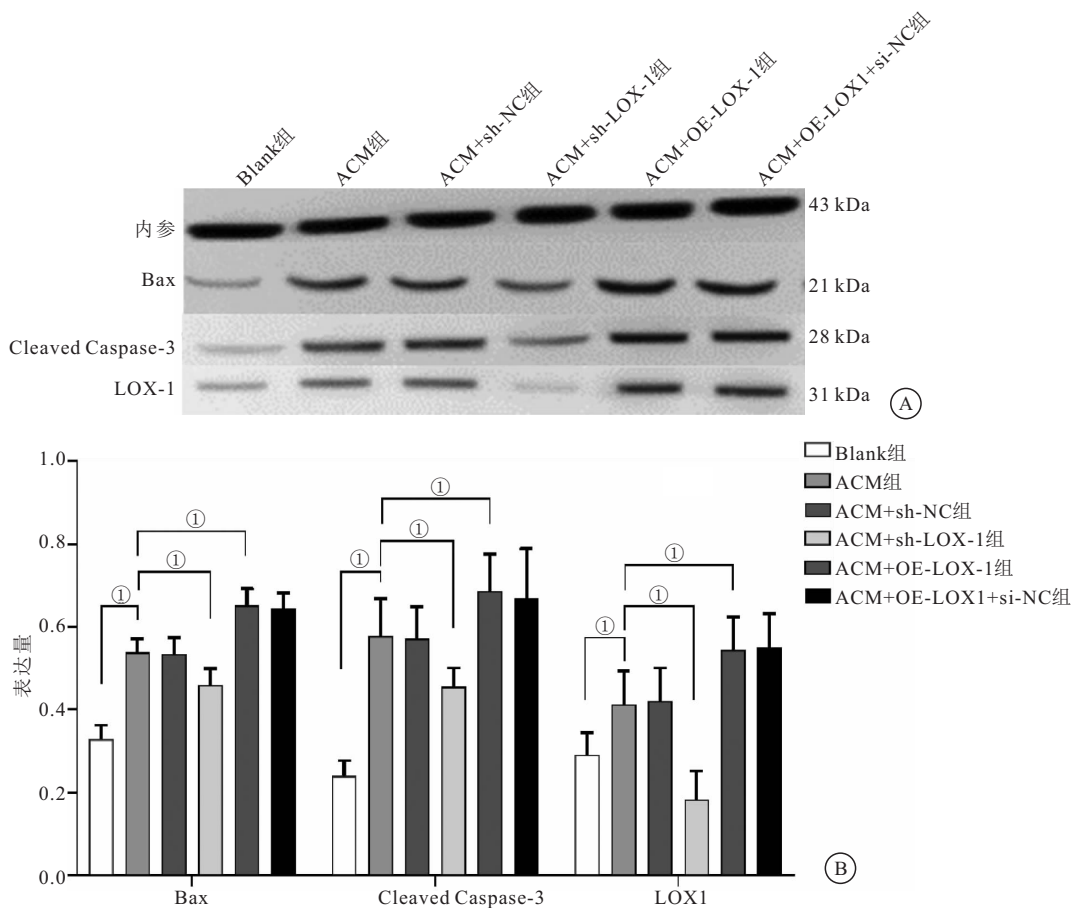 Blank组
ACM组
ACM+sh-NC组
ACM+sh-LOX-1组
ACM+OE-LOX-1组
ACM+OE-LOX1+si-NC组
内参
43 kDa
Bax
21 kDa
Cleaved Caspase-3
28 kDa
LOX-1
31 kDa
A
Blank组
ACM组
ACM+sh-NC组
ACM+sh-LOX-1组
ACM+OE-LOX-1组
ACM+OE-LOX1+si-NC组
表达量
1.0
0.8
0.6
0.4
0.2
0.0
① ① ①
① ① ①
① ① ①
Bax
Cleaved Caspase-3
LOX1
B